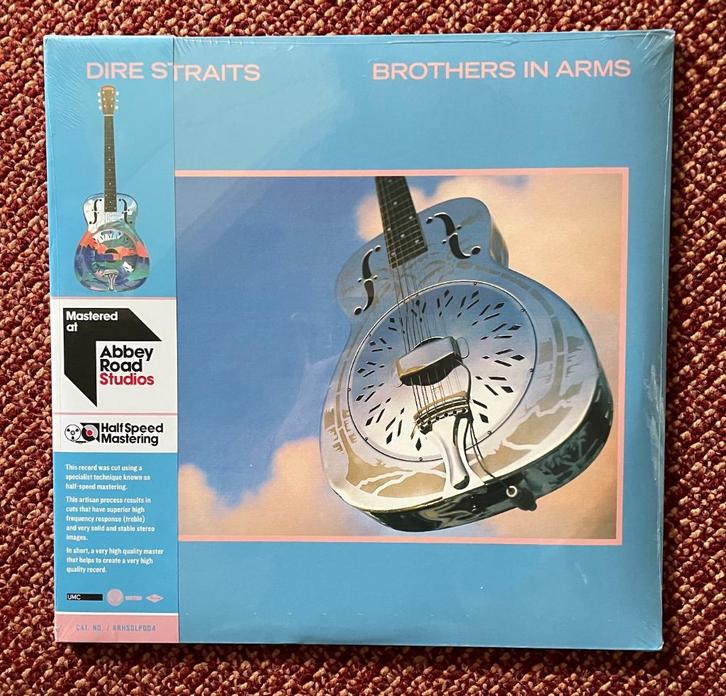 DIRE STRAITS
BROTHERS IN ARMS
Mastered
at
Abbey
Road
Studios
Half Speed
Mastering
This record was cut using a
specialist technique known as
half-speed mastering.
This artisan process results in
cuts that have superior high
frequency response (treble)
and very solid and stable stereo
images.
In short, a very high quality master
that helps to create a very high
quality record.
UMC
CAT. NO. / ARHSDLP004